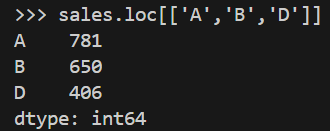 >>> sales.loc[['A','B','D']]
A    781
B    650
D    406
dtype: int64